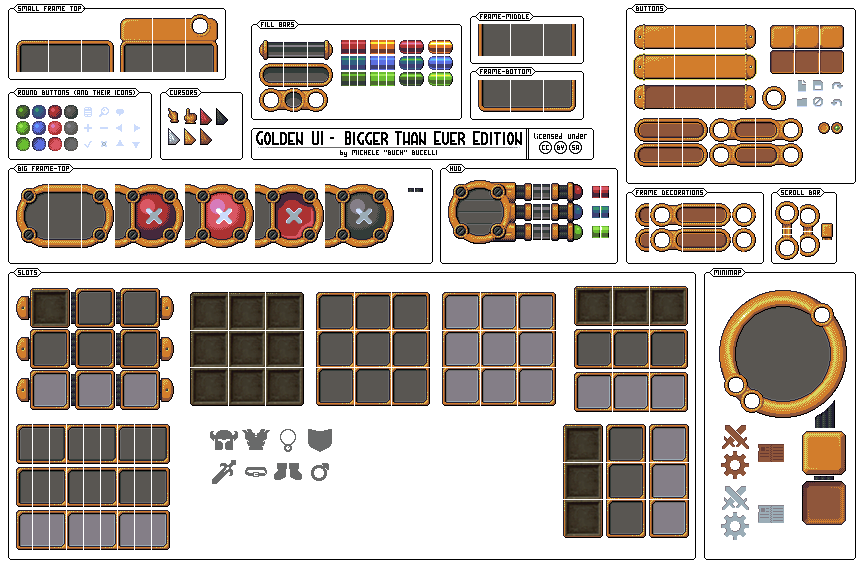 SMALL FRAME TOP
FILL BARS
FRAME-MIDDLE
BUTTONS
FRAME-BOTTOM
ROUND BUTTONS (AND THEIR ICONS)
CURSORS
GOLDEN UI - BIGGER THAN EVER EDITION
by MICHELE "BUCH" BUCELLI
licensed under
CC BY SA
BIG FRAME-TOP
HUD
FRAME DECORATIONS
SCROLL BAR
SLOTS
MINIMAP